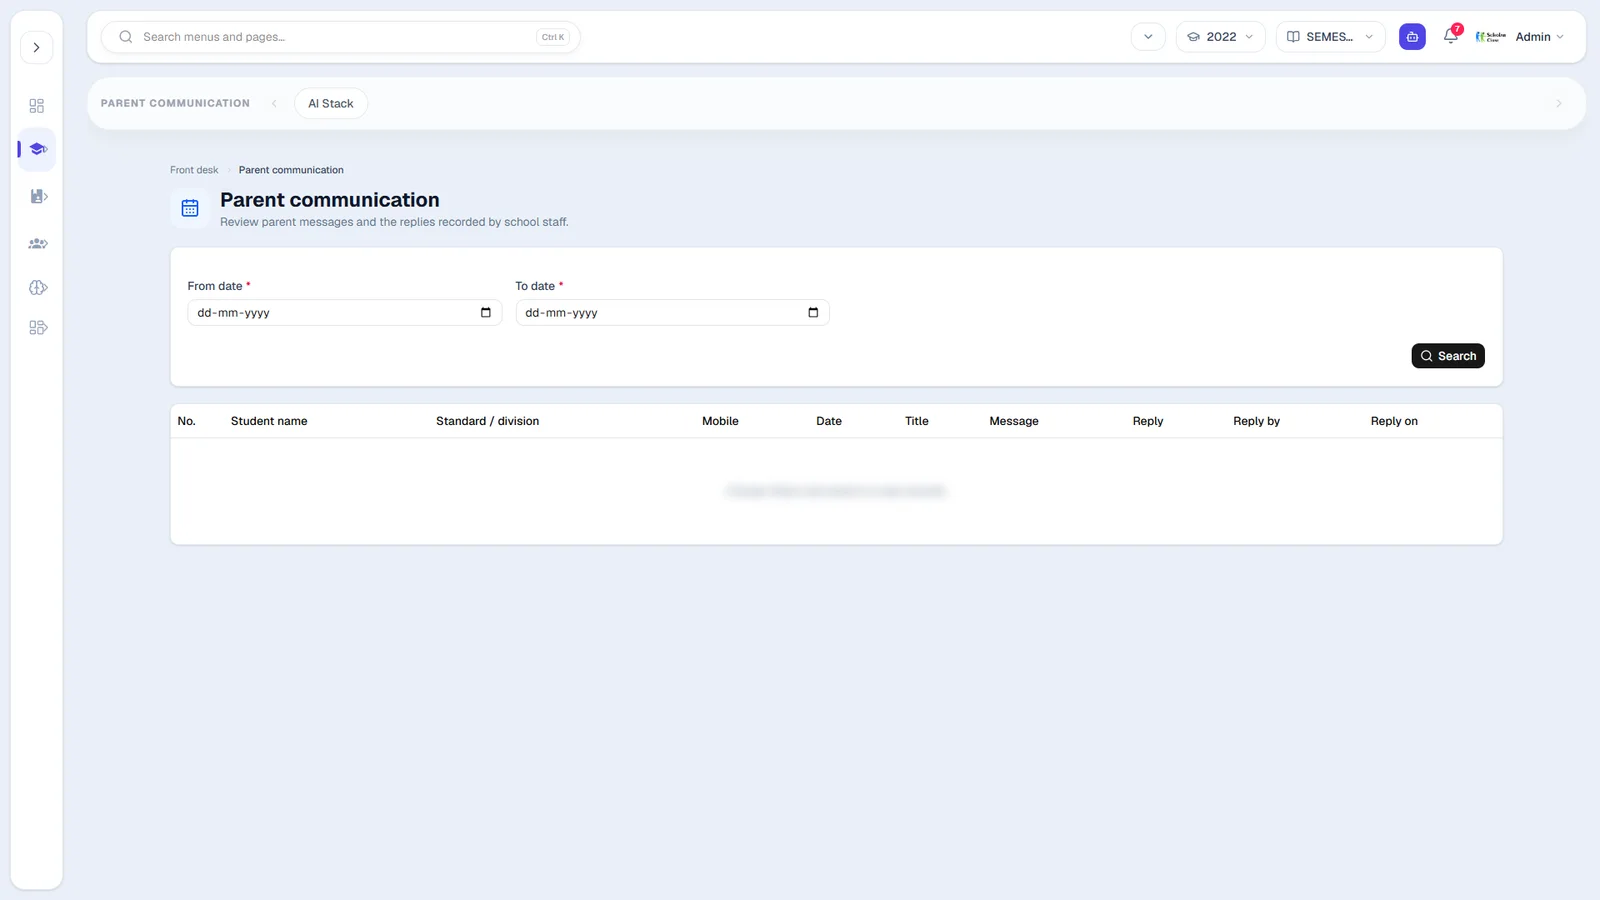 Search menus and pages...
Ctrl K
2022
SEMES...
7
Scholar Clone
Admin
PARENT COMMUNICATION
AI Stack
Front desk
Parent communication
Parent communication
Review parent messages and the replies recorded by school staff.
From date *
To date *
dd-mm-yyyy
dd-mm-yyyy
Search
No. Student name Standard / division Mobile Date Title Message Reply Reply by Reply on